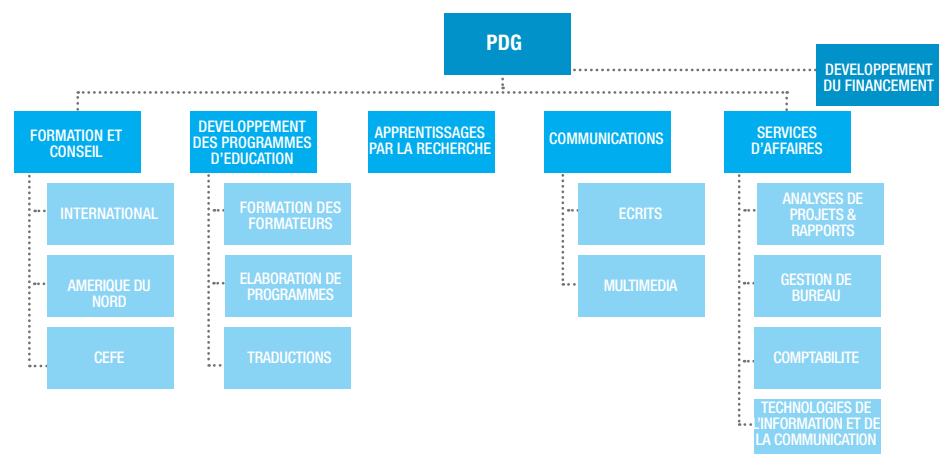 PDG
DEVELOPPEMENT
DU FINANCEMENT
FORMATION ET
CONSEIL
DEVELOPPEMENT
DES PROGRAMMES
D'EDUCATION
APPRENTISSAGES
PAR LA RECHERCHE
COMMUNICATIONS
SERVICES
D'AFFAIRES
INTERNATIONAL
AMERIQUE DU
NORD
CEFE
FORMATION DES
FORMATEURS
ELABORATION DE
PROGRAMMES
TRADUCTIONS
ECRITS
MULTIMEDIA
ANALYSES DE
PROJETS &
RAPPORTS
GESTION DE
BUREAU
COMPTABILITE
TECHNOLOGIES DE
L'INFORMATION ET DE
LA COMMUNICATION